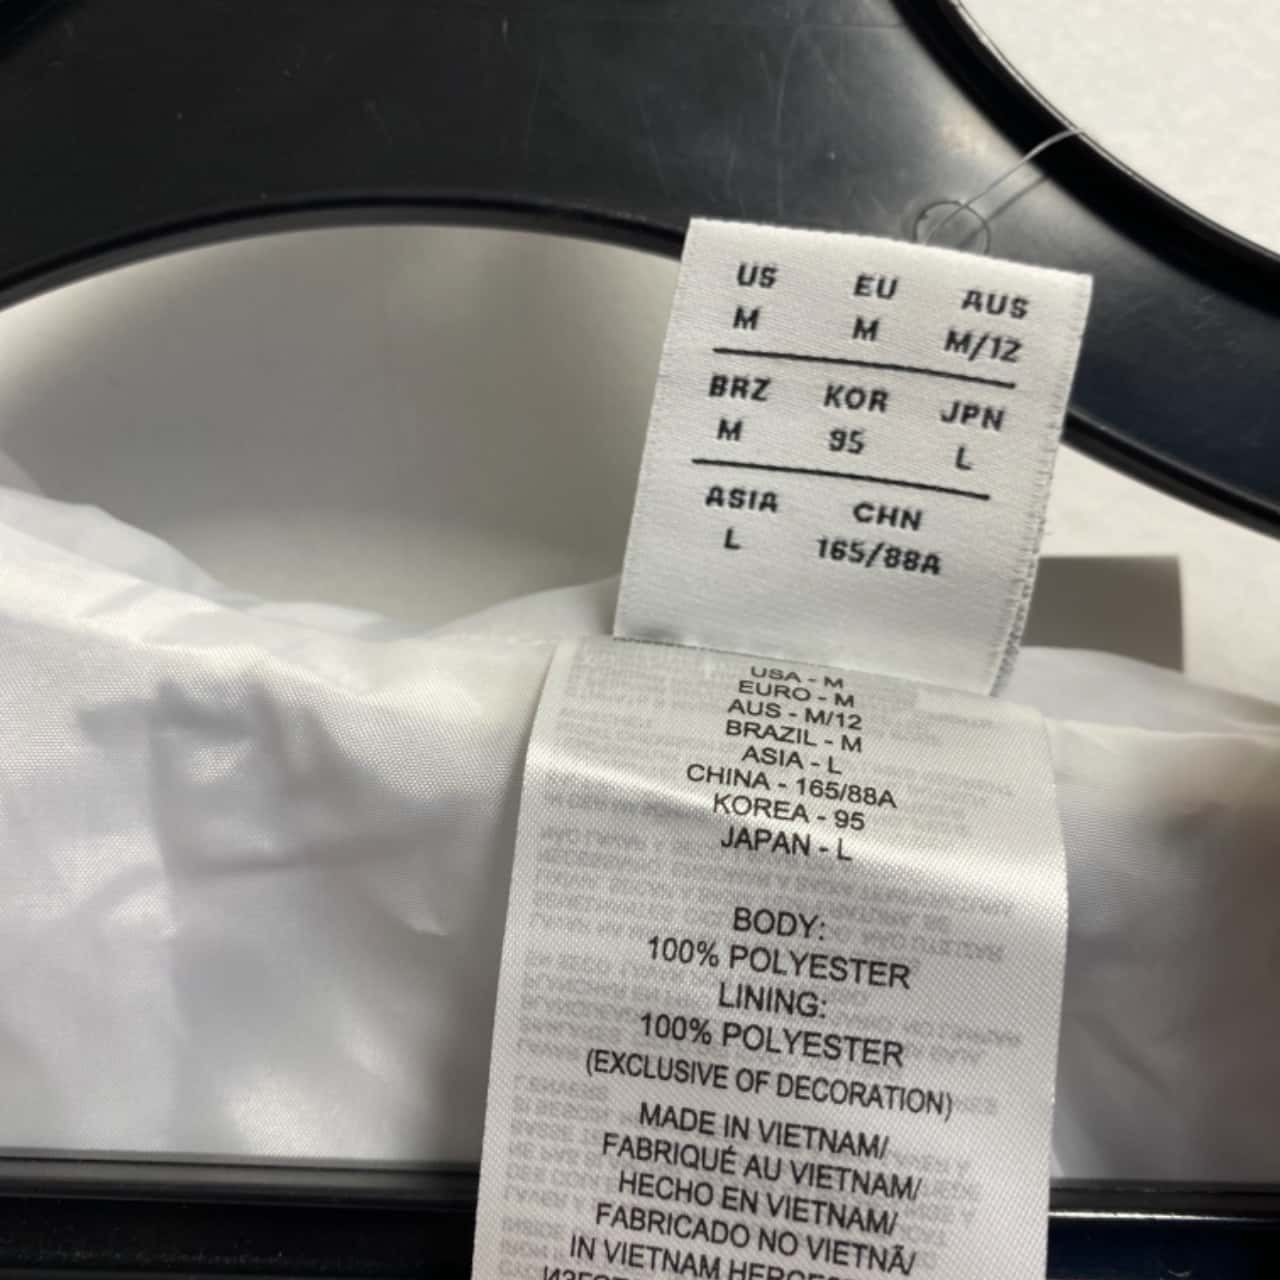 US EU AUS
M M M/12
BRZ KOR JPN
M 95 L
ASIA CHN
L 165/88A
USA - M
EURO - M
AUS - M/12
BRAZIL - M
ASIA - L
CHINA - 165/88A
KOREA - 95
JAPAN - L
BODY:
100% POLYESTER
LINING:
100% POLYESTER
(EXCLUSIVE OF DECORATION)
MADE IN VIETNAM/
FABRIQUÉ AU VIETNAM/
HECHO EN VIETNAM/
FABRICADO NO VIETNÃ/
IN VIETNAM